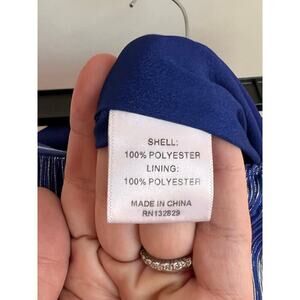 SHELL:
100% POLYESTER
LINING:
100% POLYESTER
MADE IN CHINA
RN132829